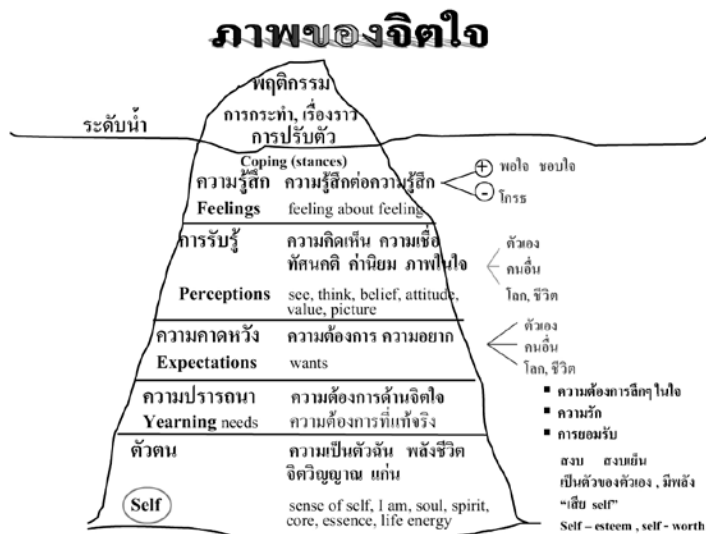 ภาพของจิตใจ
พฤติกรรม
การกระทำ, เรื่องราว
การปรับตัว
ระดับน้ำ
Coping (stances)
ความรู้สึก ความรู้สึกต่อความรู้สึก
Feelings feeling about feeling
+ พอใจ ชอบใจ
- โกรธ
การรับรู้ ความคิดเห็น ความเชื่อ
ทัศนคติ ค่านิยม ภาพในใจ
Perceptions see, think, belief, attitude,
value, picture
ตัวเอง
คนอื่น
โลก, ชีวิต
ความคาดหวัง ความต้องการ ความอยาก
Expectations wants
ตัวเอง
คนอื่น
โลก, ชีวิต
ความปรารถนา ความต้องการด้านจิตใจ
Yearning needs ความต้องการที่แท้จริง
▪ ความต้องการลึกๆ ในใจ
▪ ความรัก
▪ การยอมรับ
ตัวตน ความเป็นตัวฉัน พลังชีวิต
จิตวิญญาณ แก่น
Self sense of self, I am, soul, spirit,
core, essence, life energy
สงบ สงบเย็น
เป็นตัวของตัวเอง , มีพลัง
“เสีย self”
Self – esteem , self - worth